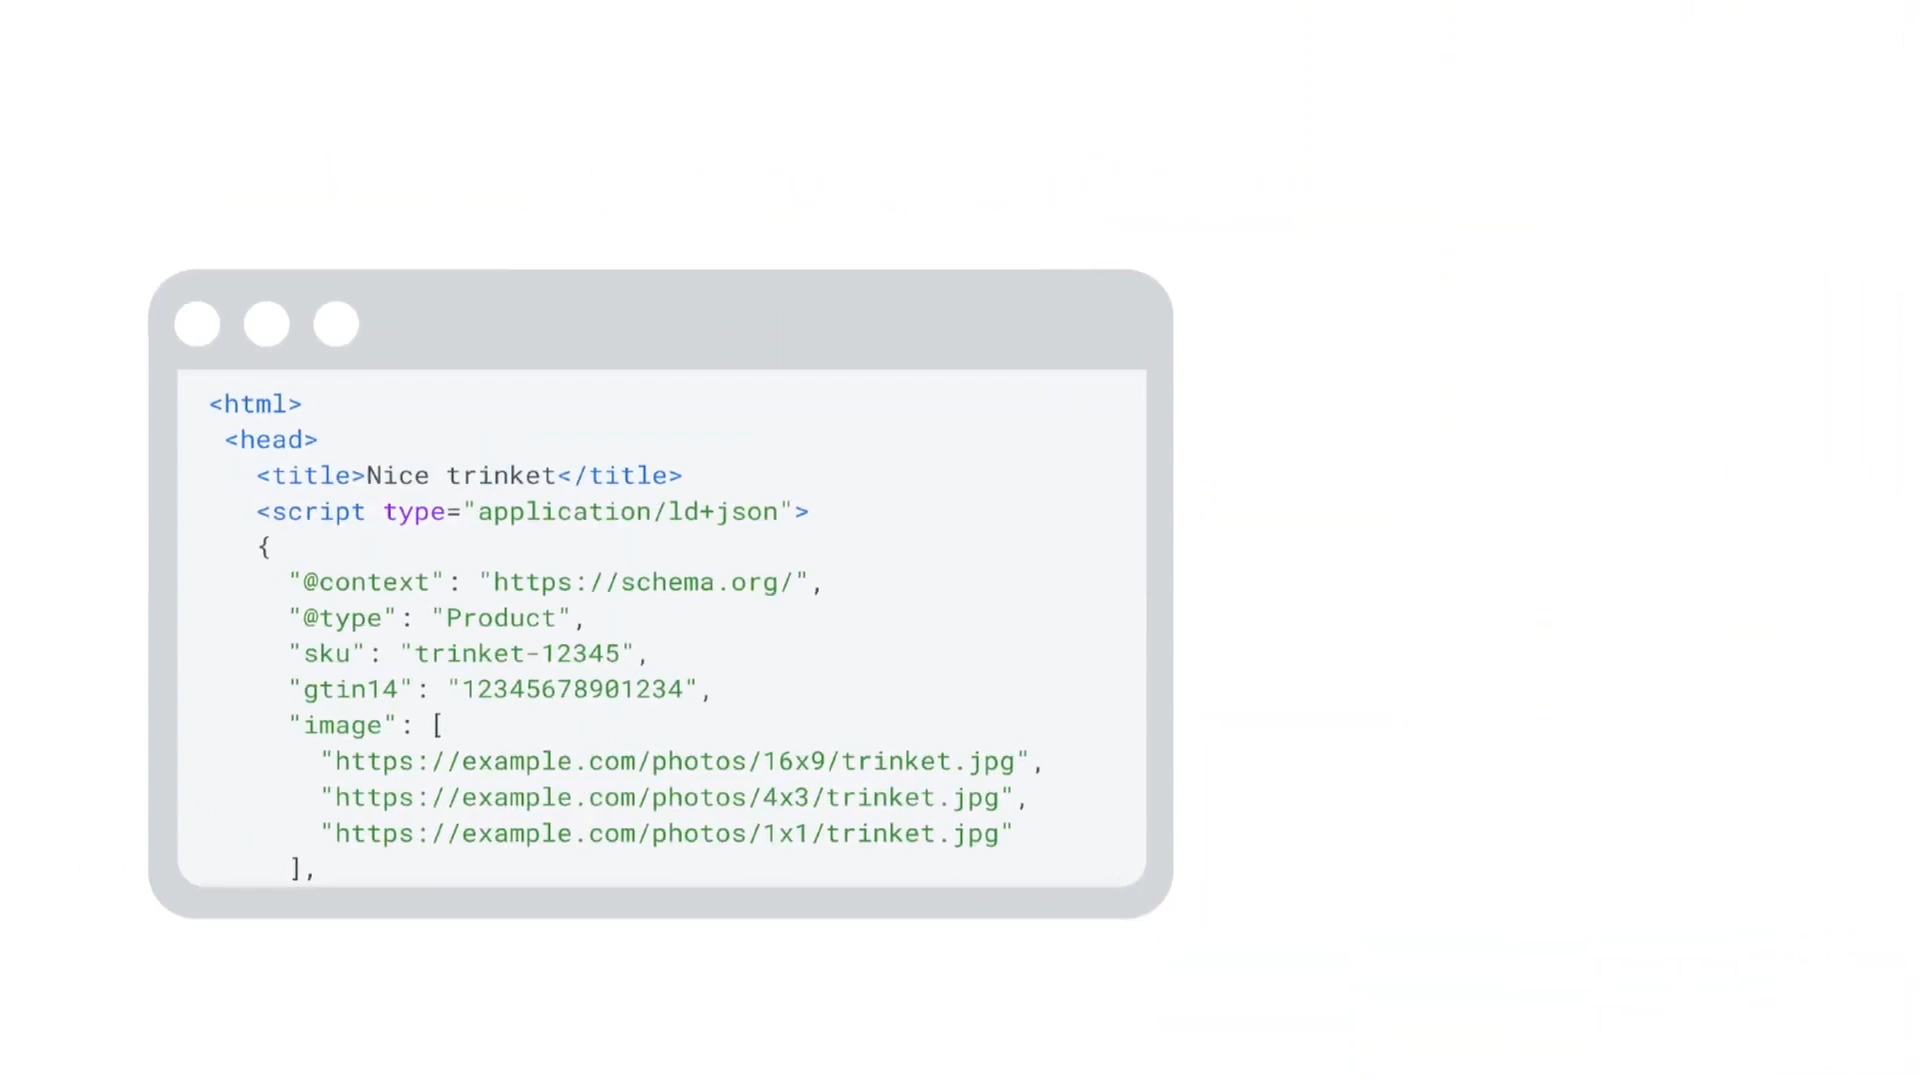 <html>
<head>
<title>Nice trinket</title>
<script type="application/ld+json">
{
"@context": "https://schema.org/",
"@type": "Product",
"sku": "trinket-12345",
"gtin14": "12345678901234",
"image": [
"https://example.com/photos/16x9/trinket.jpg",
"https://example.com/photos/4x3/trinket.jpg",
"https://example.com/photos/1x1/trinket.jpg"
],